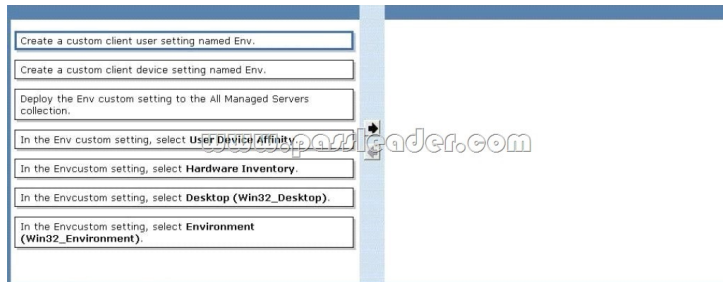 Create a custom client user setting named Env.
Create a custom client device setting named Env.
Deploy the Env custom setting to the All Managed Servers
collection.
In the Env custom setting, select User Device Affinity.
www.passleader.com
In the Envcustom setting, select Hardware Inventory.
In the Envcustom setting, select Desktop (Win32_Desktop).
In the Envcustom setting, select Environment
(Win32_Environment).